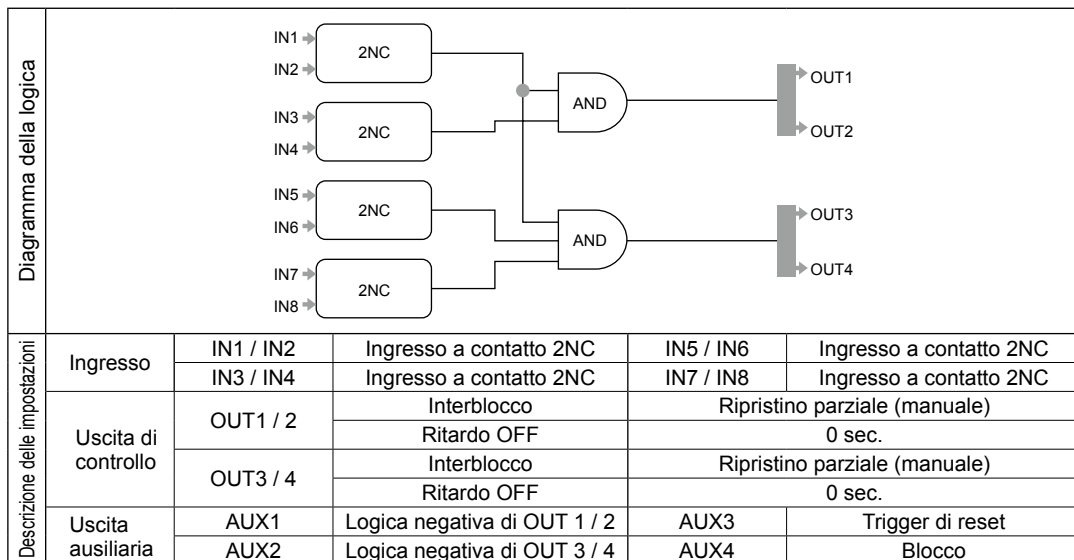 Diagramma della logica
IN1
2NC
IN2
IN3
2NC
IN4
IN5
2NC
IN6
IN7
2NC
IN8
AND
AND
OUT1
OUT2
OUT3
OUT4
Descrizione delle impostazioni
Ingresso
IN1 / IN2 Ingresso a contatto 2NC IN5 / IN6 Ingresso a contatto 2NC
IN3 / IN4 Ingresso a contatto 2NC IN7 / IN8 Ingresso a contatto 2NC
Uscita di
controllo
OUT1 / 2
Interblocco Ripristino parziale (manuale)
Ritardo OFF 0 sec.
OUT3 / 4
Interblocco Ripristino parziale (manuale)
Ritardo OFF 0 sec.
Uscita
ausiliaria
AUX1 Logica negativa di OUT 1 / 2 AUX3 Trigger di reset
AUX2 Logica negativa di OUT 3 / 4 AUX4 Blocco